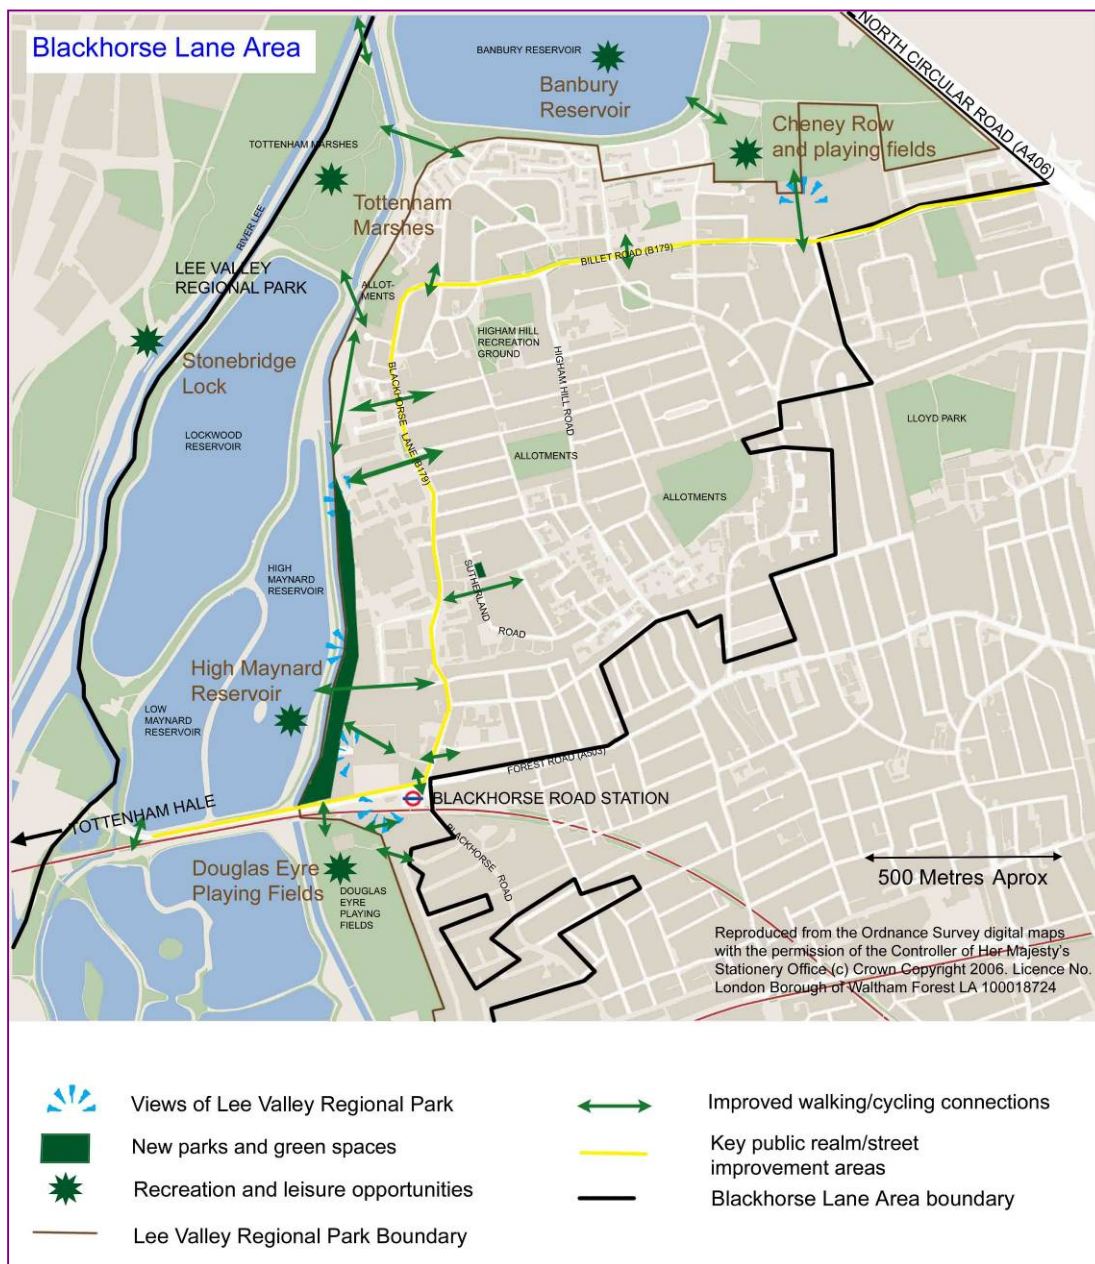 Blackhorse Lane Area
BANBURY RESERVOIR
Banbury
Reservoir
NORTH CIRCULAR ROAD (A406)
Cheney Row
and playing fields
TOTTENHAM MARSHES
Tottenham
Marshes
RIVER LEE
LEE VALLEY
REGIONAL PARK
ALLOT-
MENTS
BILLET ROAD (B179)
HIGHAM HILL
RECREATION
GROUND
HIGHAM HILL ROAD
Stonebridge
Lock
BLACKHORSE LANE (B179)
LLOYD PARK
LOCKWOOD
RESERVOIR
ALLOTMENTS
ALLOTMENTS
HIGH
MAYNARD
RESERVOIR
SUTHERLAND
ROAD
High Maynard
Reservoir
LOW
MAYNARD
RESERVOIR
FOREST ROAD (A503)
TOTTENHAM HALE
BLACKHORSE ROAD STATION
BLACKHORSE ROAD
Douglas Eyre
Playing Fields
DOUGLAS
EYRE
PLAYING
FIELDS
500 Metres Aprox
Reproduced from the Ordnance Survey digital maps
with the permission of the Controller of Her Majesty's
Stationery Office (c) Crown Copyright 2006. Licence No.
London Borough of Waltham Forest LA 100018724
Views of Lee Valley Regional Park
New parks and green spaces
Recreation and leisure opportunities
Lee Valley Regional Park Boundary
Improved walking/cycling connections
Key public realm/street
improvement areas
Blackhorse Lane Area boundary